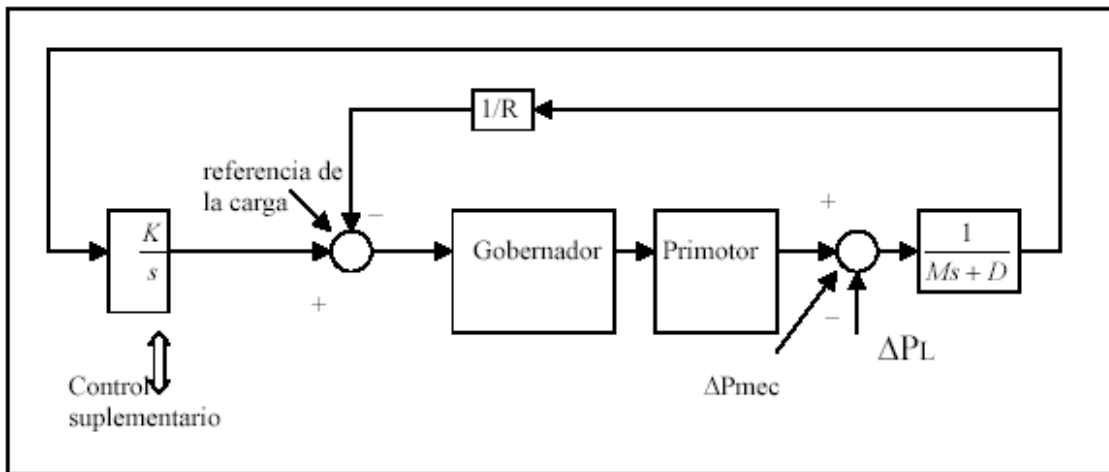 1/R
referencia de
la carga
−
K
s
+
Gobernador
Primotor
+
−
1
Ms + D
ΔPmec
ΔPL
Control
suplementario